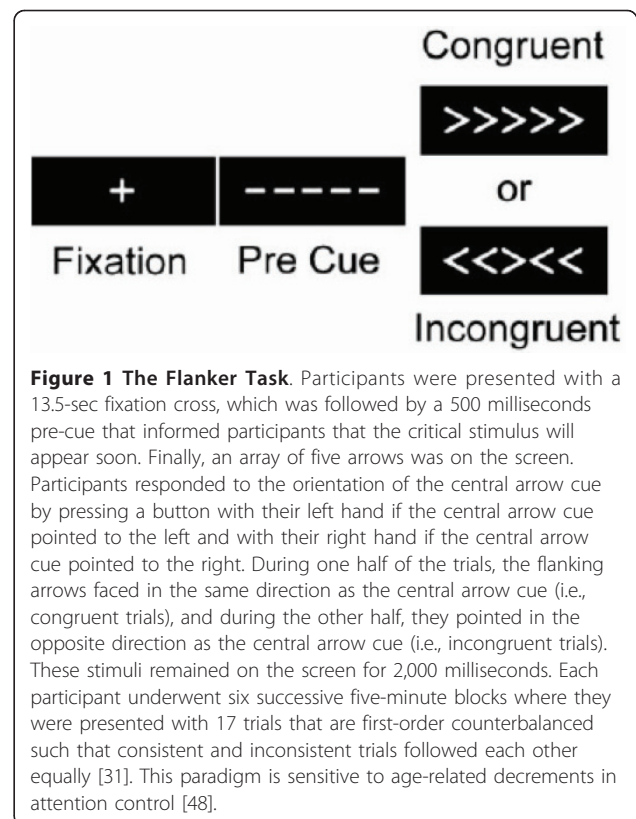 Congruent
>>>>>
+
-----
or
Fixation
Pre Cue
<<><<
Incongruent
Figure 1 The Flanker Task. Participants were presented with a
13.5-sec fixation cross, which was followed by a 500 milliseconds
pre-cue that informed participants that the critical stimulus will
appear soon. Finally, an array of five arrows was on the screen.
Participants responded to the orientation of the central arrow cue
by pressing a button with their left hand if the central arrow cue
pointed to the left and with their right hand if the central arrow
cue pointed to the right. During one half of the trials, the flanking
arrows faced in the same direction as the central arrow cue (i.e.,
congruent trials), and during the other half, they pointed in the
opposite direction as the central arrow cue (i.e., incongruent trials).
These stimuli remained on the screen for 2,000 milliseconds. Each
participant underwent six successive five-minute blocks where they
were presented with 17 trials that are first-order counterbalanced
such that consistent and inconsistent trials followed each other
equally [31]. This paradigm is sensitive to age-related decrements in
attention control [48].